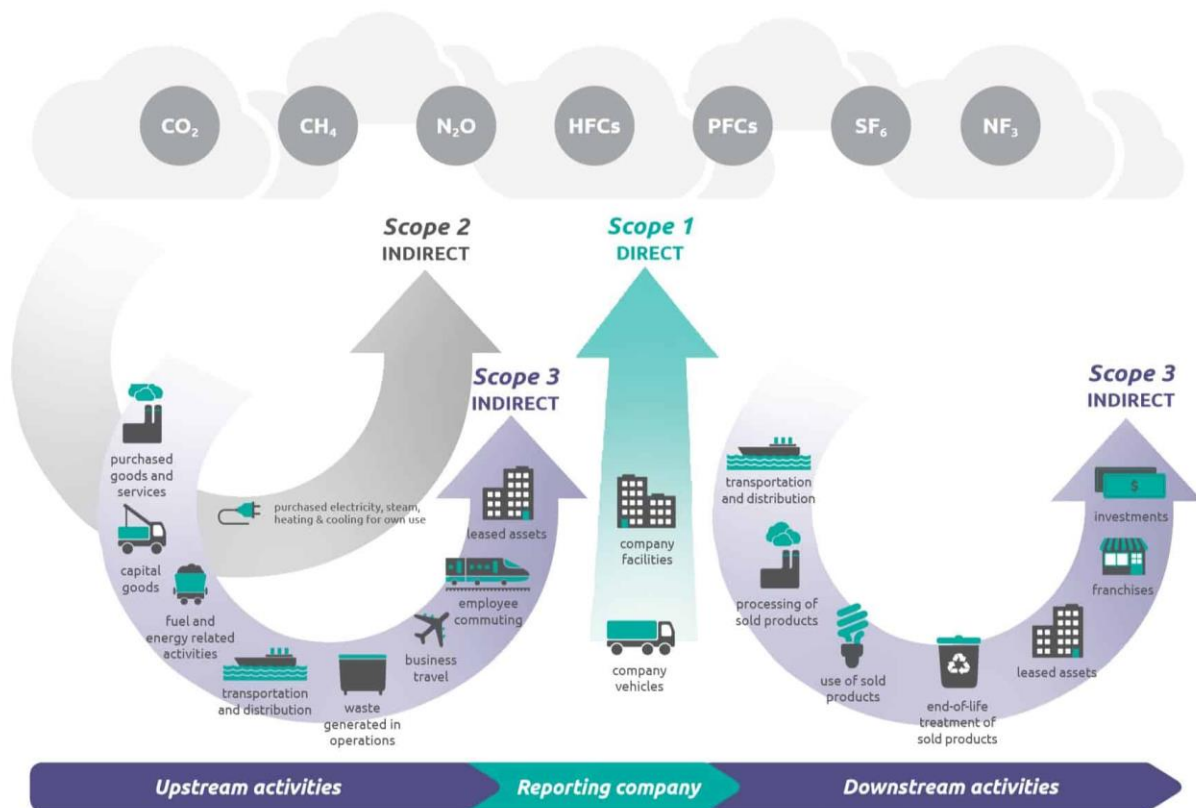 CO₂
CH₄
N₂O
HFCs
PFCs
SF₆
NF₃
Scope 2
INDIRECT
Scope 1
DIRECT
Scope 3
INDIRECT
Scope 3
INDIRECT
purchased
goods and
services
capital
goods
fuel and
energy related
activities
purchased electricity, steam,
heating & cooling for own use
transportation
and distribution
waste
generated in
operations
business
travel
employee
commuting
leased assets
company
facilities
company
vehicles
transportation
and distribution
processing of
sold products
use of sold
products
end-of-life
treatment of
sold products
leased assets
franchises
$
investments
Upstream activities
Reporting company
Downstream activities